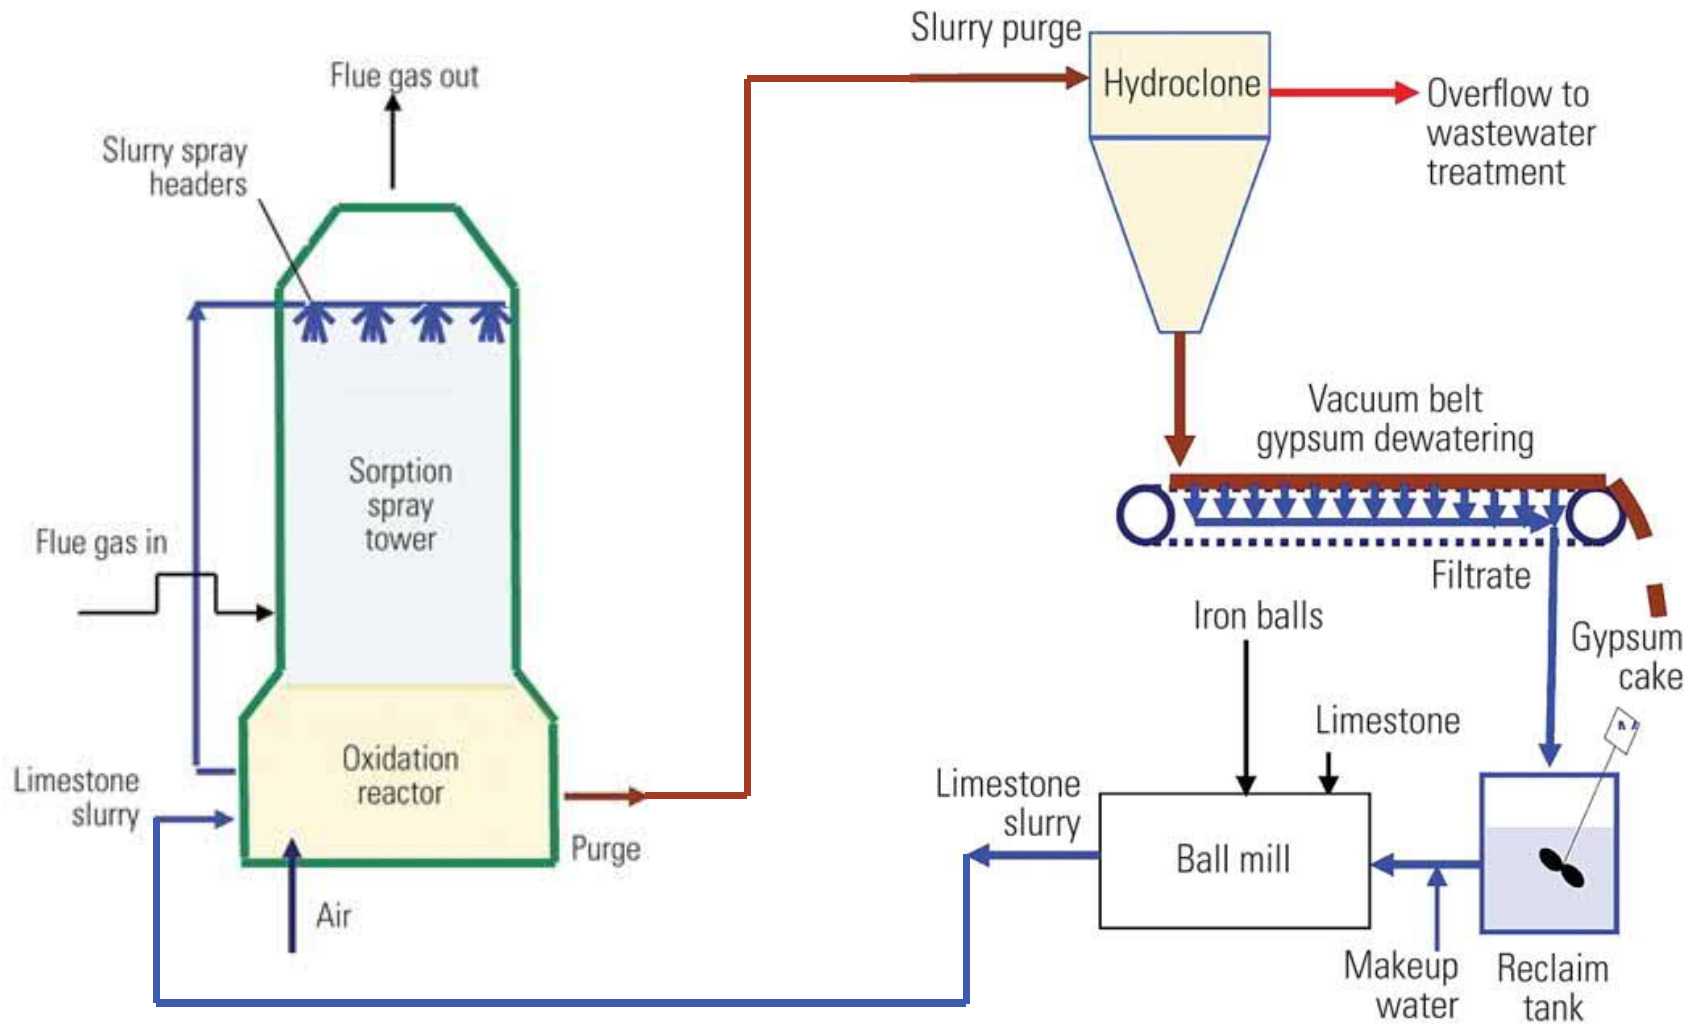 Flue gas out
Slurry spray
headers
Sorption
spray
tower
Flue gas in
Oxidation
reactor
Limestone
slurry
Air
Purge
Slurry purge
Hydroclone
Overflow to
wastewater
treatment
Vacuum belt
gypsum dewatering
Filtrate
Gypsum
cake
Iron balls
Limestone
Limestone
slurry
Ball mill
Makeup
water
Reclaim
tank